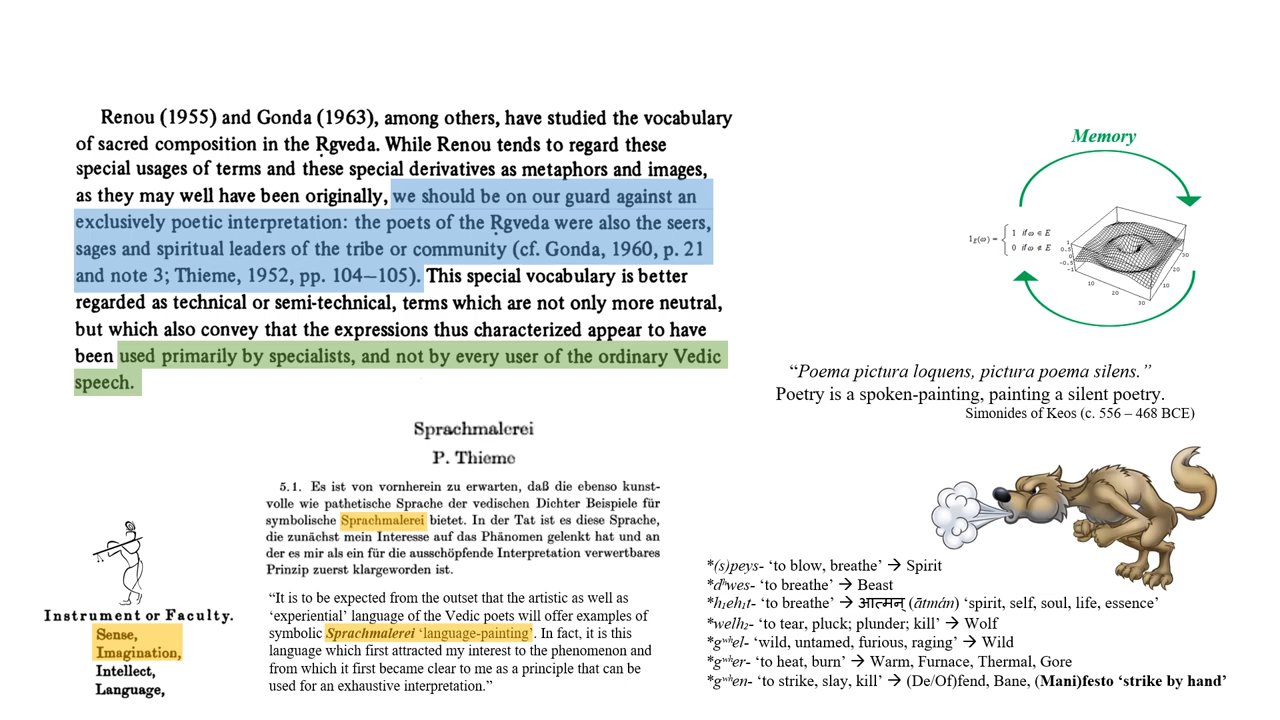 Renou (1955) and Gonda (1963), among others, have studied the vocabulary
of sacred composition in the Ṛgveda. While Renou tends to regard these
special usages of terms and these special derivatives as metaphors and images,
as they may well have been originally, we should be on our guard against an
exclusively poetic interpretation: the poets of the Ṛgveda were also the seers,
sages and spiritual leaders of the tribe or community (cf. Gonda, 1960, p. 21
and note 3; Thieme, 1952, pp. 104–105). This special vocabulary is better
regarded as technical or semi-technical, terms which are not only more neutral,
but which also convey that the expressions thus characterized appear to have
been used primarily by specialists, and not by every user of the ordinary Vedic
speech.
Memory
1_E(ω) = { 1 if ω ∈ E
0 if ω ∉ E
1
0.5
0
-0.5
-1
10
20
30
10
20
30
“Poema pictura loquens, pictura poema silens.”
Poetry is a spoken-painting, painting a silent poetry.
Simonides of Keos (c. 556 – 468 BCE)
Sprachmalerei
P. Thieme
5.1. Es ist von vornherein zu erwarten, daß die ebenso kunst-
volle wie pathetische Sprache der vedischen Dichter Beispiele für
symbolische Sprachmalerei bietet. In der Tat ist es diese Sprache,
die zunächst mein Interesse auf das Phänomen gelenkt hat und an
der es mir als ein für die ausschöpfende Interpretation verwertbares
Prinzip zuerst klargeworden ist.
“It is to be expected from the outset that the artistic as well as
‘experiential’ language of the Vedic poets will offer examples of
symbolic Sprachmalerei ‘language-painting’. In fact, it is this
language which first attracted my interest to the phenomenon and
from which it first became clear to me as a principle that can be
used for an exhaustive interpretation.”
Instrument or Faculty.
Sense,
Imagination,
Intellect,
Language,
*(s)peys- ‘to blow, breathe’ → Spirit
*dʰwes- ‘to breathe’ → Beast
*h₁eh₁t- ‘to breathe’ → आत्मन् (ātmán) ‘spirit, self, soul, life, essence’
*welh₂- ‘to tear, pluck; plunder; kill’ → Wolf
*gʷʰel- ‘wild, untamed, furious, raging’ → Wild
*gʷʰer- ‘to heat, burn’ → Warm, Furnace, Thermal, Gore
*gʷʰen- ‘to strike, slay, kill’ → (De/Of)fend, Bane, (Mani)festo ‘strike by hand’